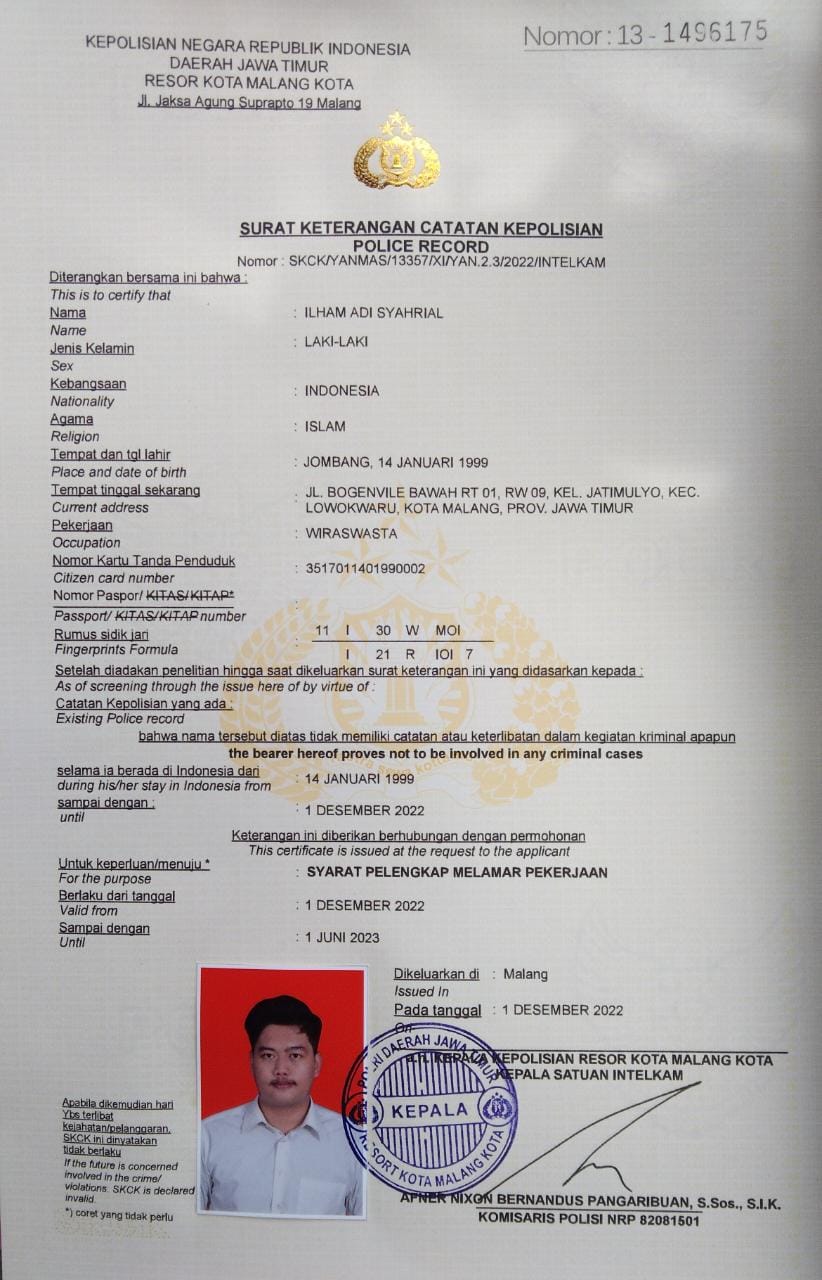 Nomor : 13 - 1496175
KEPOLISIAN NEGARA REPUBLIK INDONESIA
DAERAH JAWA TIMUR
RESOR KOTA MALANG KOTA
Jl. Jaksa Agung Suprapto 19 Malang
SURAT KETERANGAN CATATAN KEPOLISIAN
POLICE RECORD
Nomor : SKCK/YANMAS/13357/XI/YAN.2.3/2022/INTELKAM
Diterangkan bersama ini bahwa :
This is to certify that
Nama : ILHAM ADI SYAHRIAL
Name
Jenis Kelamin : LAKI-LAKI
Sex
Kebangsaan : INDONESIA
Nationality
Agama : ISLAM
Religion
Tempat dan tgl lahir : JOMBANG, 14 JANUARI 1999
Place and date of birth
Tempat tinggal sekarang : JL. BOGENVILE BAWAH RT 01, RW 09, KEL. JATIMULYO, KEC.
Current address LOWOKWARU, KOTA MALANG, PROV. JAWA TIMUR
Pekerjaan : WIRASWASTA
Occupation
Nomor Kartu Tanda Penduduk : 3517011401990002
Citizen card number
Nomor Paspor/ KITAS/KITAP* :
Passport/ KITAS/KITAP number
Rumus sidik jari : 11 I 30 W MOI
Fingerprints Formula I 21 R IOI 7
Setelah diadakan penelitian hingga saat dikeluarkan surat keterangan ini yang didasarkan kepada :
As of screening through the issue here of by virtue of :
Catatan Kepolisian yang ada :
Existing Police record
bahwa nama tersebut diatas tidak memiliki catatan atau keterlibatan dalam kegiatan kriminal apapun
the bearer hereof proves not to be involved in any criminal cases
selama ia berada di Indonesia dari : 14 JANUARI 1999
during his/her stay in Indonesia from
sampai dengan : : 1 DESEMBER 2022
until
Keterangan ini diberikan berhubungan dengan permohonan
This certificate is issued at the request to the applicant
Untuk keperluan/menuju * : SYARAT PELENGKAP MELAMAR PEKERJAAN
For the purpose
Berlaku dari tanggal : 1 DESEMBER 2022
Valid from
Sampai dengan : 1 JUNI 2023
Until
Dikeluarkan di : Malang
Issued In
Pada tanggal : 1 DESEMBER 2022
On
a.n. KEPALA KEPOLISIAN RESOR KOTA MALANG KOTA
KEPALA SATUAN INTELKAM
POLRI DAERAH JAWA TIMUR
KEPALA
RESORT KOTA MALANG KOTA
APNER NIXON BERNANDUS PANGARIBUAN, S.Sos., S.I.K.
KOMISARIS POLISI NRP 82081501
Apabila dikemudian hari
Ybs terlibat
kejahatan/pelanggaran,
SKCK ini dinyatakan
tidak berlaku
If the future is concerned
involved in the crime/
violations. SKCK is declared
invalid.
*) coret yang tidak perlu